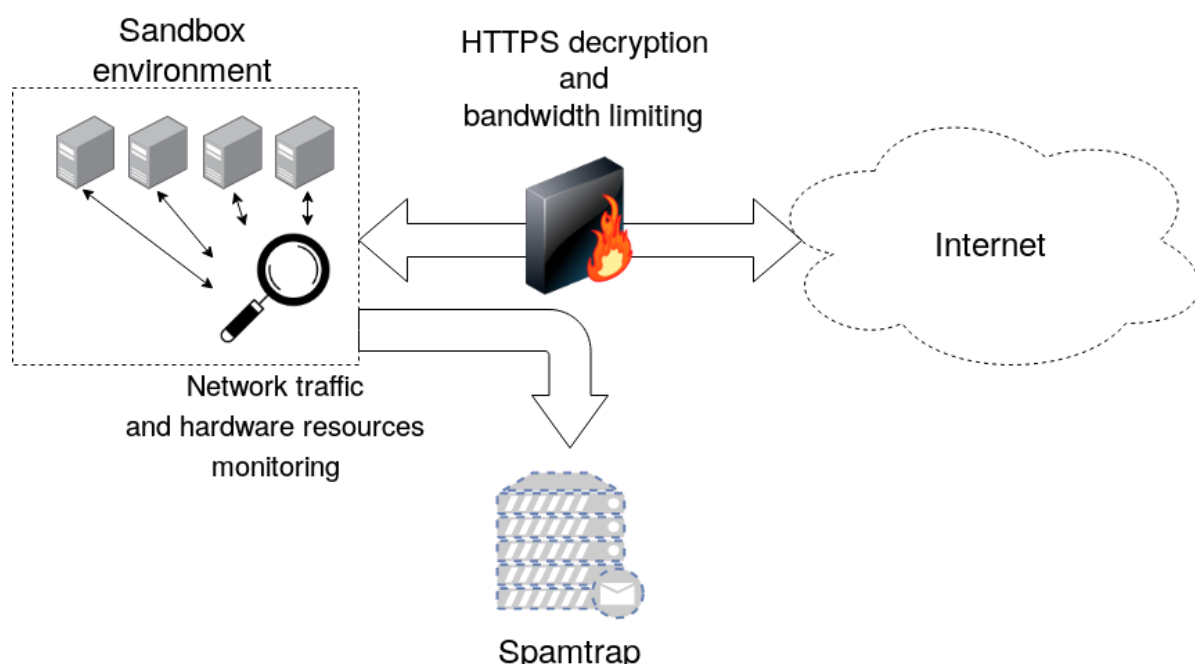 Sandbox
environment
HTTPS decryption
and
bandwidth limiting
Internet
Network traffic
and hardware resources
monitoring
Spamtrap